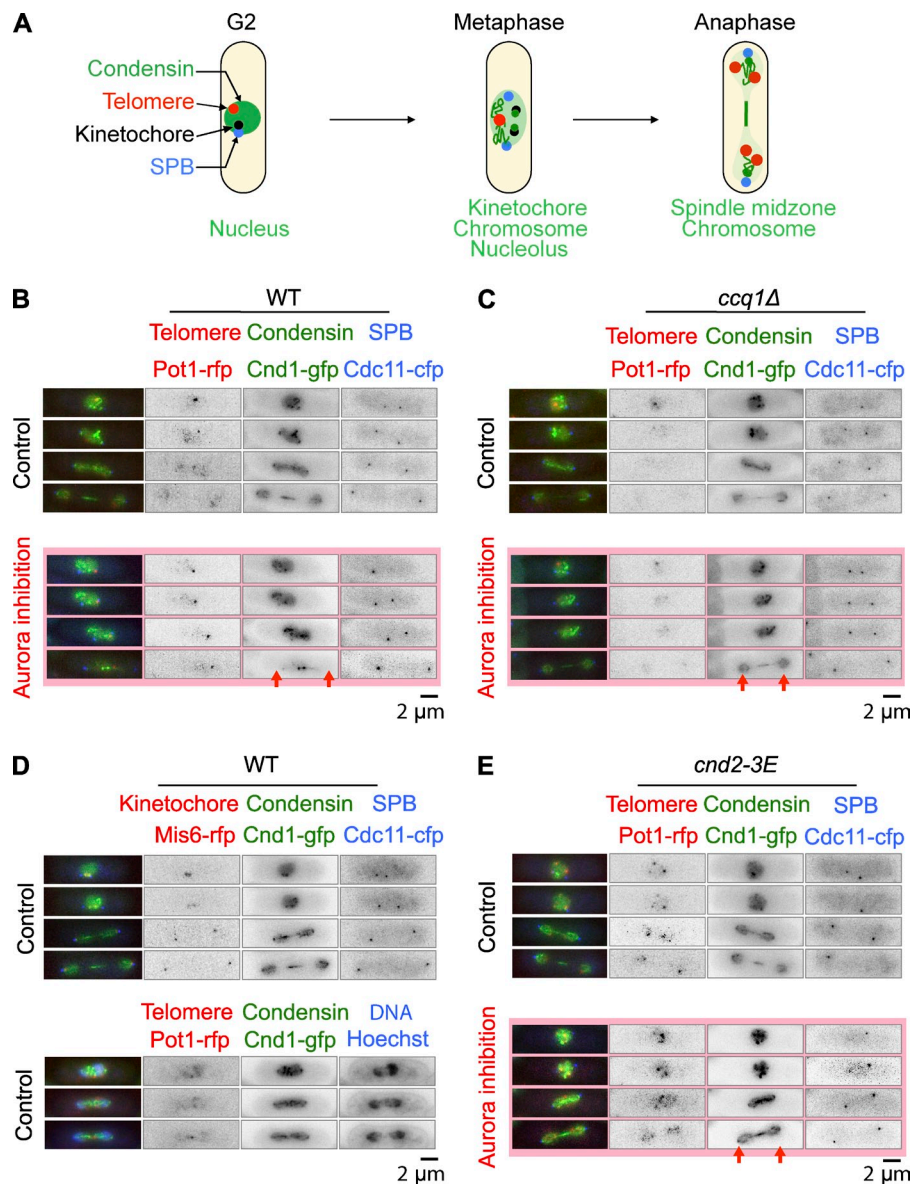 A
G2
Metaphase
Anaphase
Condensin
Telomere
Kinetochore
SPB
Nucleus
Kinetochore
Chromosome
Nucleolus
Spindle midzone
Chromosome
B
WT
Telomere Condensin SPB
Pot1-rfp Cnd1-gfp Cdc11-cfp
Control
Aurora inhibition
2 µm
C
ccq1Δ
Telomere Condensin SPB
Pot1-rfp Cnd1-gfp Cdc11-cfp
Control
Aurora inhibition
2 µm
D
WT
Kinetochore Condensin SPB
Mis6-rfp Cnd1-gfp Cdc11-cfp
Control
Telomere Condensin DNA
Pot1-rfp Cnd1-gfp Hoechst
Control
2 µm
E
cnd2-3E
Telomere Condensin SPB
Pot1-rfp Cnd1-gfp Cdc11-cfp
Control
Aurora inhibition
2 µm